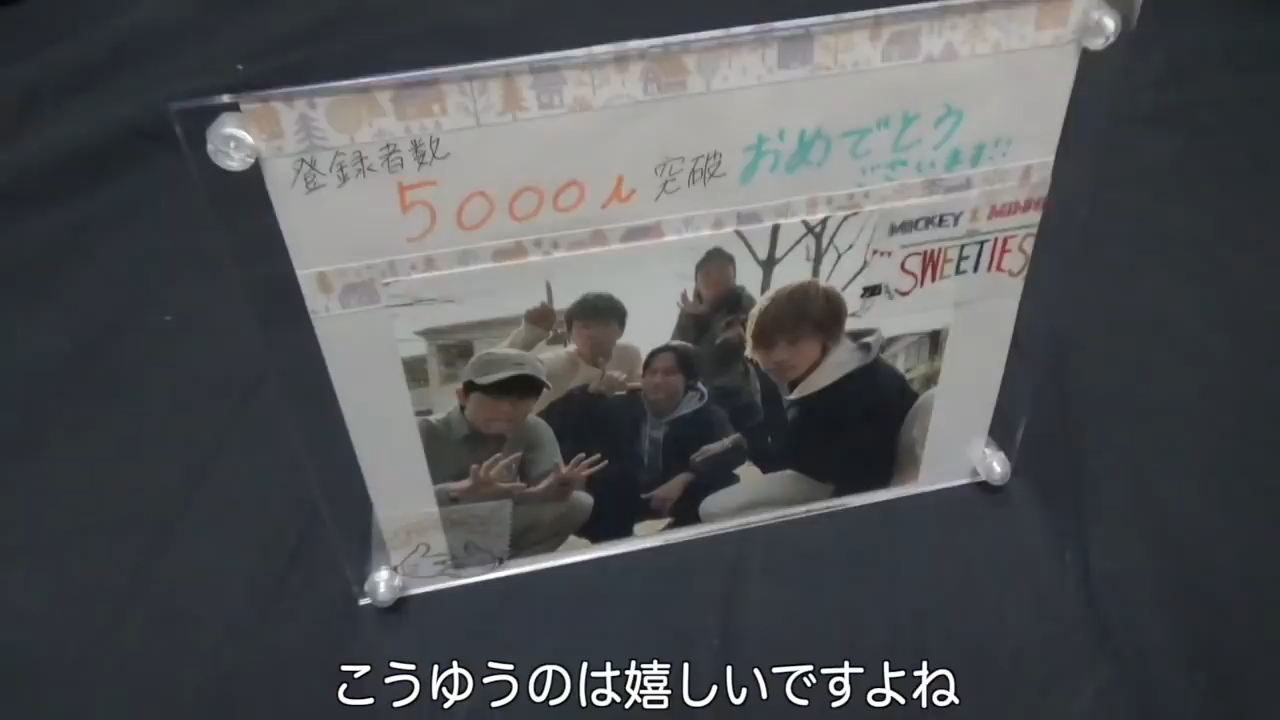 登録者数
5000人 突破 おめでとう
ございます!!
MICKEY & MINNIE
SWEETIES
こうゆうのは嬉しいですよね